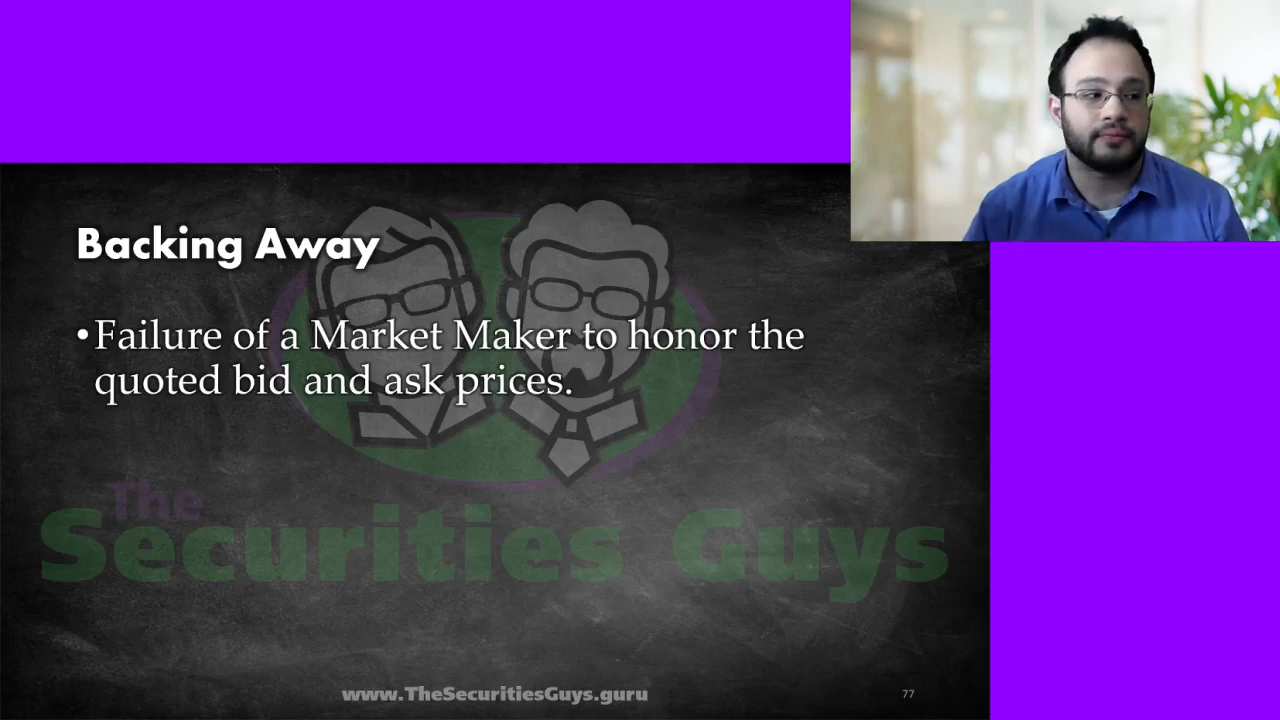 Backing Away
•Failure of a Market Maker to honor the
quoted bid and ask prices.
The
Securities Guys
www.TheSecuritiesGuys.guru
77